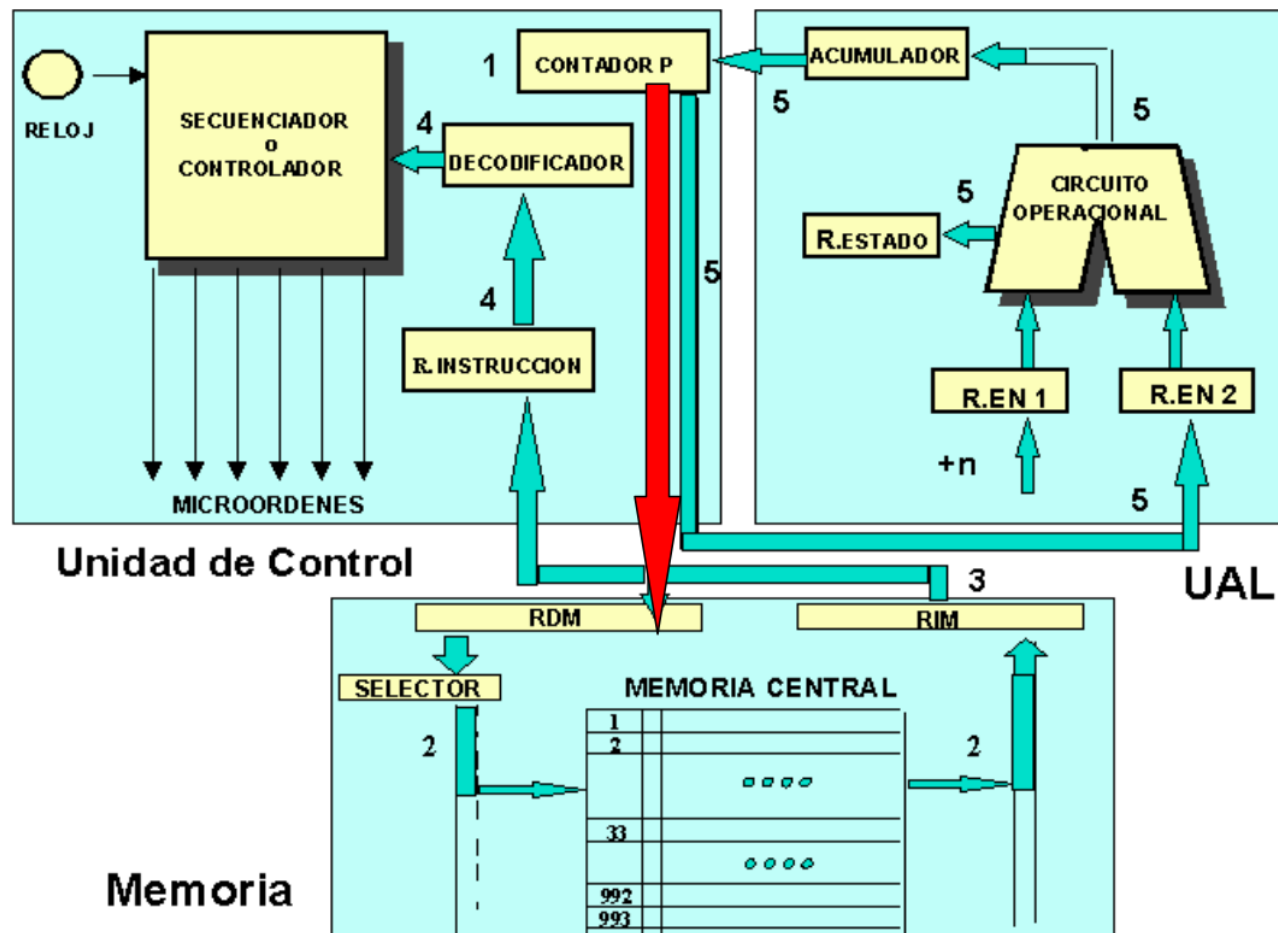 RELOJ
SECUENCIADOR
o
CONTROLADOR
1
CONTADOR P
4
DECODIFICADOR
4
R.INSTRUCCION
5
MICROORDENES
Unidad de Control
ACUMULADOR
5
5
CIRCUITO
OPERACIONAL
5
R.ESTADO
R.EN 1
R.EN 2
+n
5
UAL
3
RDM
RIM
SELECTOR
MEMORIA CENTRAL
2
1
2
2
33
992
993
Memoria